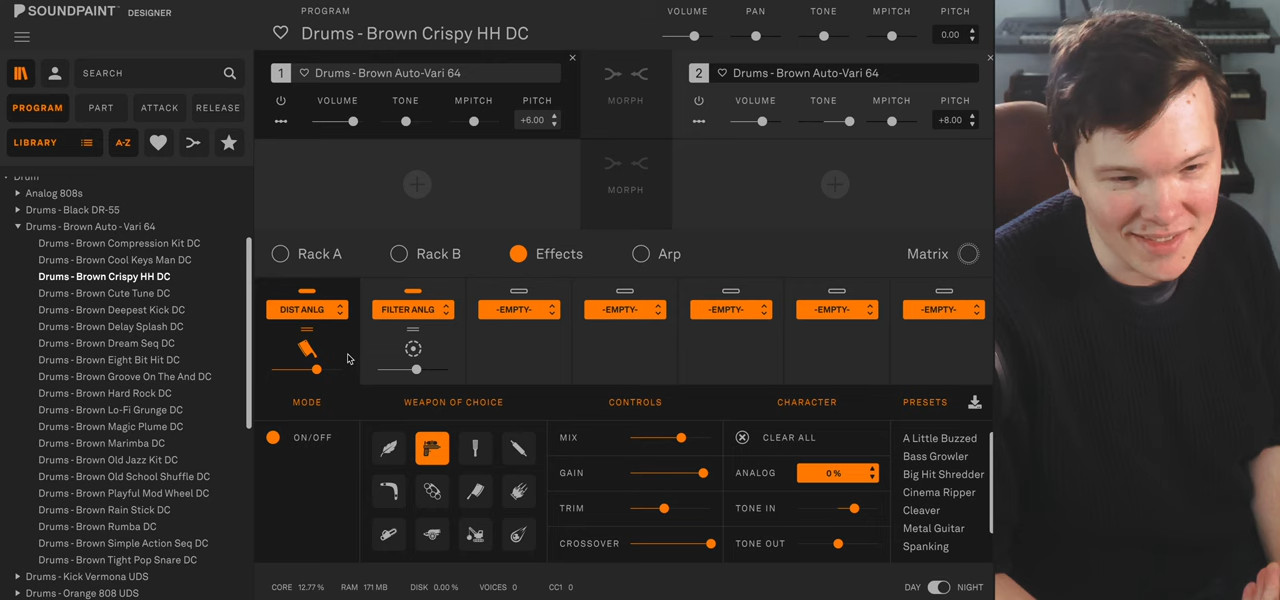 SOUNDPAINT DESIGNER
PROGRAM
Drums - Brown Crispy HH DC
VOLUME PAN TONE MPITCH PITCH
0.00
SEARCH
PROGRAM PART ATTACK RELEASE
LIBRARY A-Z
1 Drums - Brown Auto-Vari 64
VOLUME TONE MPITCH PITCH
+6.00
MORPH
2 Drums - Brown Auto-Vari 64
VOLUME TONE MPITCH PITCH
+8.00
MORPH
Analog 808s
Drums - Black DR-55
Drums - Brown Auto - Vari 64
Drums - Brown Compression Kit DC
Drums - Brown Cool Keys Man DC
Drums - Brown Crispy HH DC
Drums - Brown Cute Tune DC
Drums - Brown Deepest Kick DC
Drums - Brown Delay Splash DC
Drums - Brown Dream Seq DC
Drums - Brown Eight Bit Hit DC
Drums - Brown Groove On The And DC
Drums - Brown Hard Rock DC
Drums - Brown Lo-Fi Grunge DC
Drums - Brown Magic Plume DC
Drums - Brown Marimba DC
Drums - Brown Old Jazz Kit DC
Drums - Brown Old School Shuffle DC
Drums - Brown Playful Mod Wheel DC
Drums - Brown Rain Stick DC
Drums - Brown Rumba DC
Drums - Brown Simple Action Seq DC
Drums - Brown Tight Pop Snare DC
Drums - Kick Vermona UDS
Drums - Orange 808 UDS
Rack A Rack B Effects Arp Matrix
DIST ANLG FILTER ANLG -EMPTY- -EMPTY- -EMPTY- -EMPTY- -EMPTY-
MODE WEAPON OF CHOICE CONTROLS CHARACTER PRESETS
ON/OFF
MIX
GAIN
TRIM
CROSSOVER
CLEAR ALL
ANALOG 0 %
TONE IN
TONE OUT
A Little Buzzed
Bass Growler
Big Hit Shredder
Cinema Ripper
Cleaver
Metal Guitar
Spanking
CORE 12.77 % RAM 171 MB DISK 0.00 % VOICES 0 CC1 0
DAY NIGHT